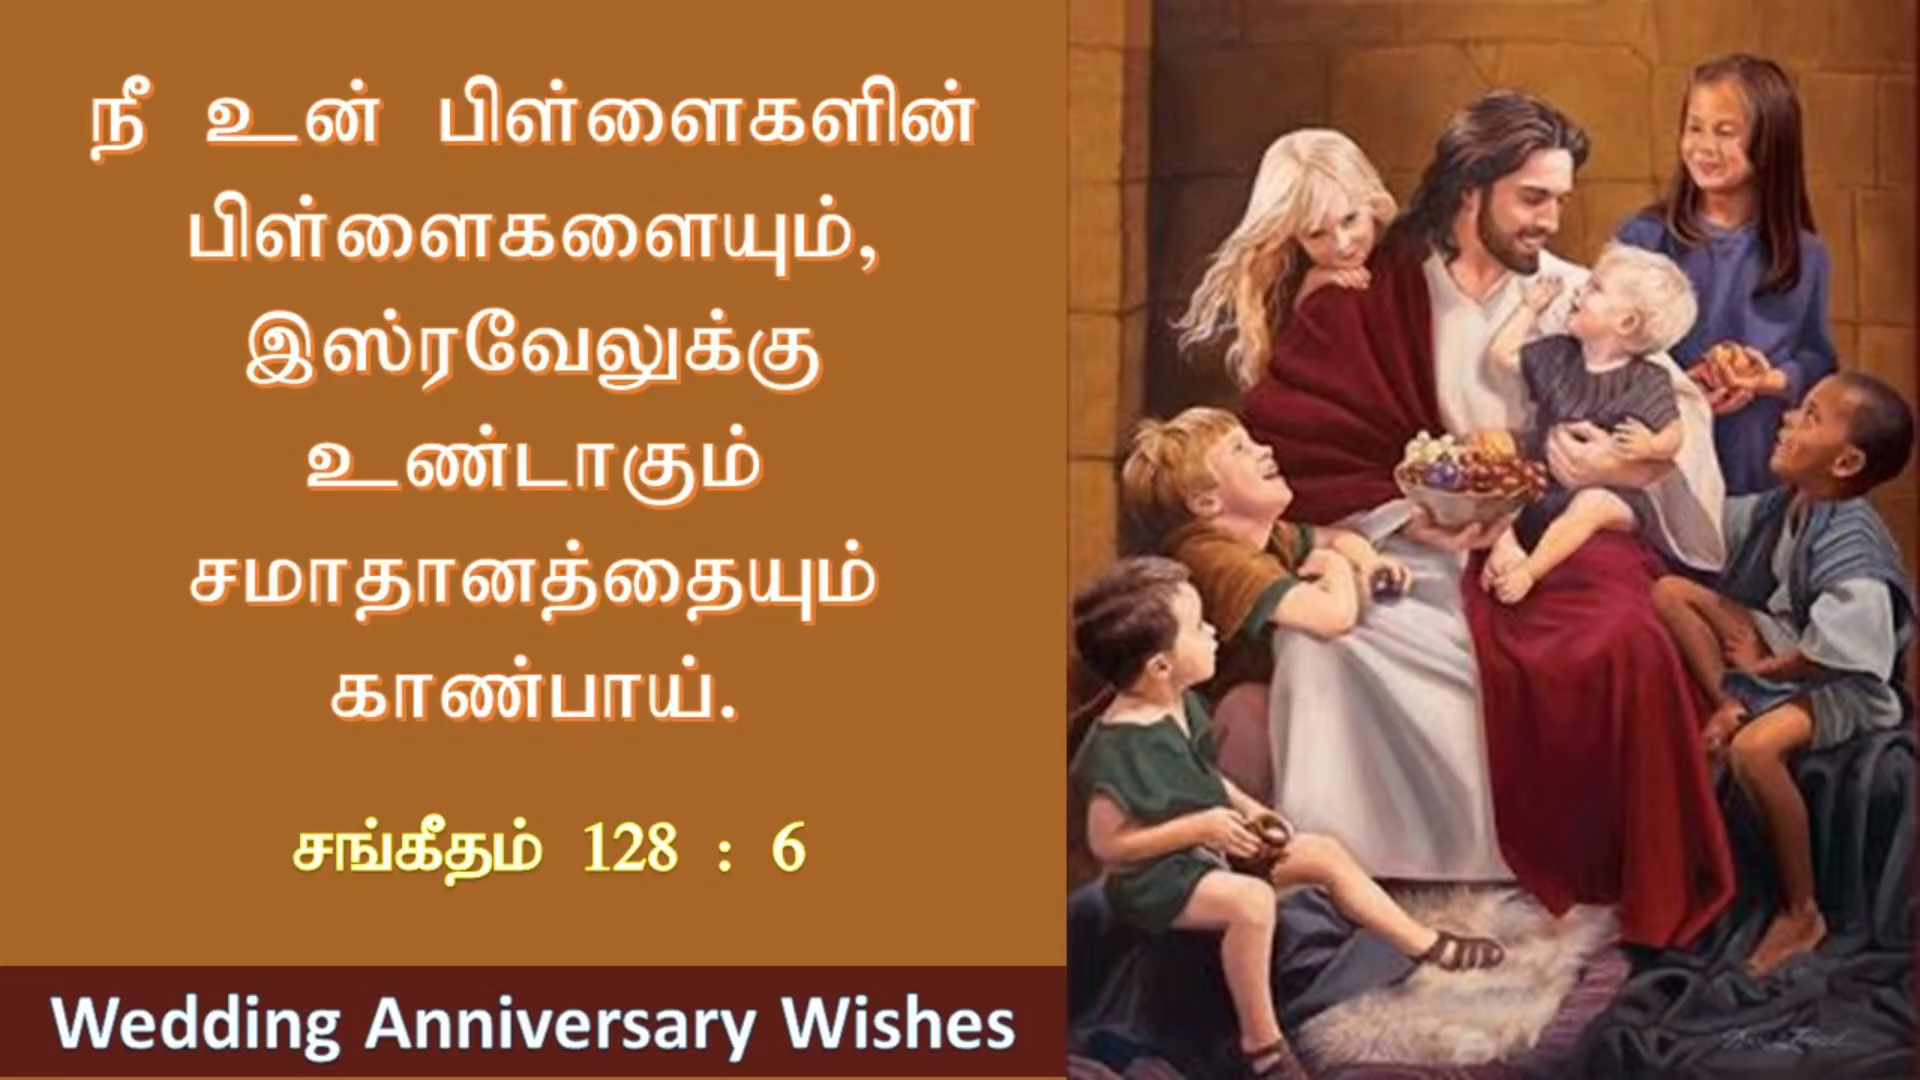 நீ உன் பிள்ளைகளின்
பிள்ளைகளையும்,
இஸ்ரவேலுக்கு
உண்டாகும்
சமாதானத்தையும்
காண்பாய்.
சங்கீதம் 128 : 6
Wedding Anniversary Wishes